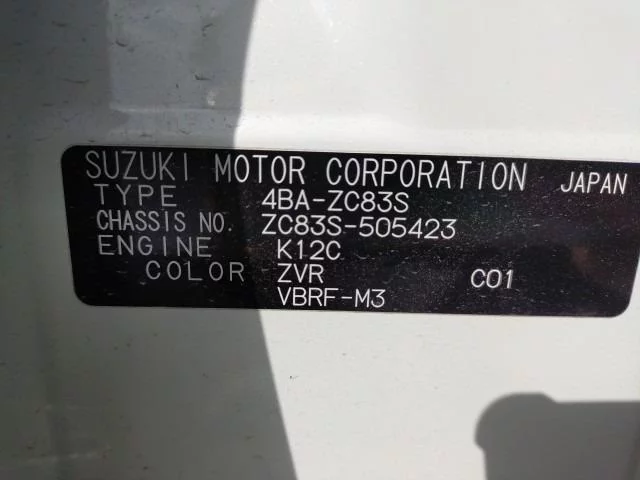 SUZUKI MOTOR CORPORATION JAPAN
TYPE 4BA-ZC83S
CHASSIS NO. ZC83S-505423
ENGINE K12C
COLOR ZVR C01
VBRF-M3